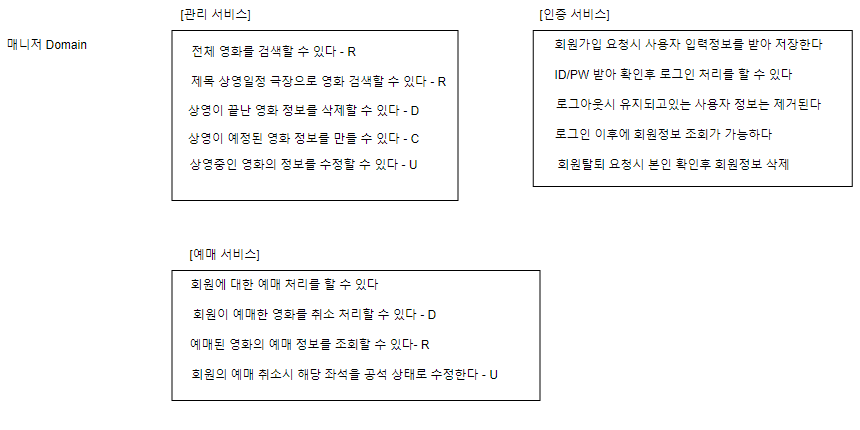 매니저 Domain
[관리 서비스]
전체 영화를 검색할 수 있다 - R
제목 상영일정 극장으로 영화 검색할 수 있다 - R
상영이 끝난 영화 정보를 삭제할 수 있다 - D
상영이 예정된 영화 정보를 만들 수 있다 - C
상영중인 영화의 정보를 수정할 수 있다 - U
[인증 서비스]
회원가입 요청시 사용자 입력정보를 받아 저장한다
ID/PW 받아 확인후 로그인 처리를 할 수 있다
로그아웃시 유지되고있는 사용자 정보는 제거된다
로그인 이후에 회원정보 조회가 가능하다
회원탈퇴 요청시 본인 확인후 회원정보 삭제
[예매 서비스]
회원에 대한 예매 처리를 할 수 있다
회원이 예매한 영화를 취소 처리할 수 있다 - D
예매된 영화의 예매 정보를 조회할 수 있다- R
회원의 예매 취소시 해당 좌석을 공석 상태로 수정한다 - U